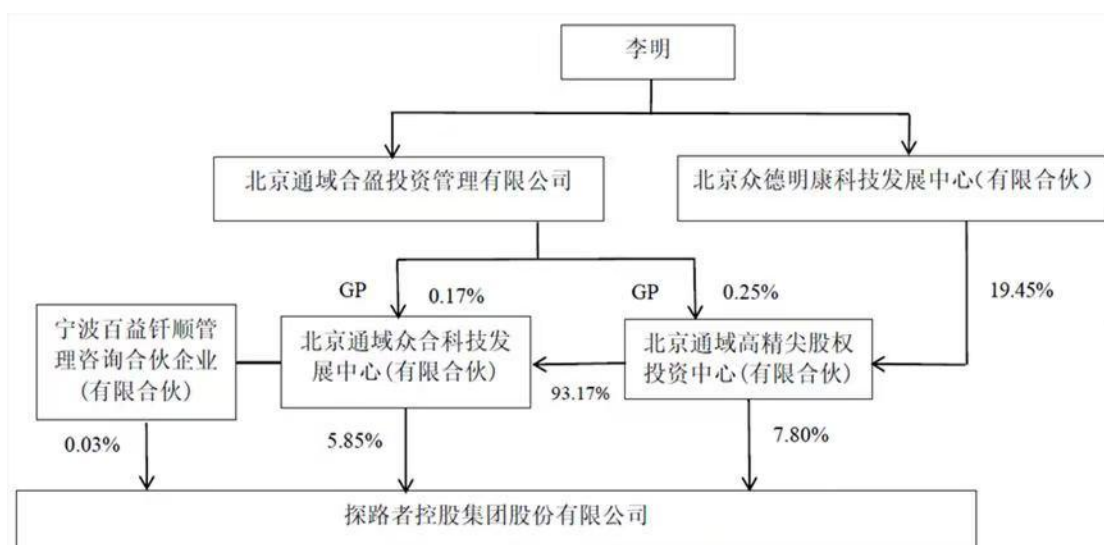 李明
北京通域合盈投资管理有限公司
北京众德明康科技发展中心(有限合伙)
GP
0.17%
GP
0.25%
19.45%
宁波百益钎顺管
理咨询合伙企业
(有限合伙)
北京通域众合科技发
展中心(有限合伙)
北京通域高精尖股权
投资中心(有限合伙)
93.17%
0.03%
5.85%
7.80%
探路者控股集团股份有限公司